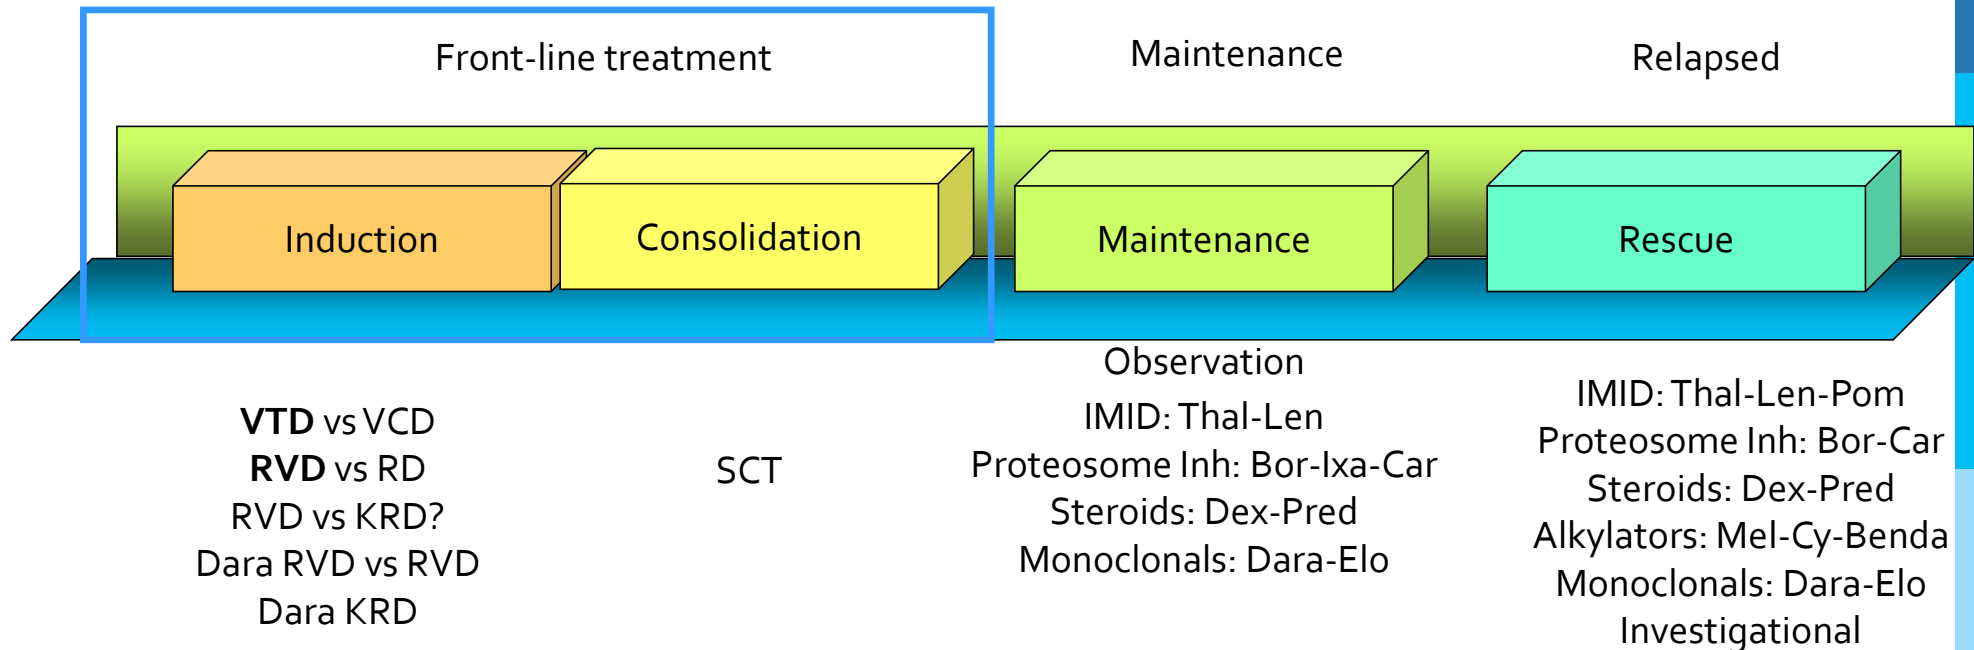 Front-line treatment
Maintenance
Relapsed
Induction
Consolidation
Maintenance
Rescue
VTD vs VCD
RVD vs RD
RVD vs KRD?
Dara RVD vs RVD
Dara KRD
SCT
Observation
IMID: Thal-Len
Proteosome Inh: Bor-Ixa-Car
Steroids: Dex-Pred
Monoclonals: Dara-Elo
IMID: Thal-Len-Pom
Proteosome Inh: Bor-Car
Steroids: Dex-Pred
Alkylators: Mel-Cy-Benda
Monoclonals: Dara-Elo
Investigational